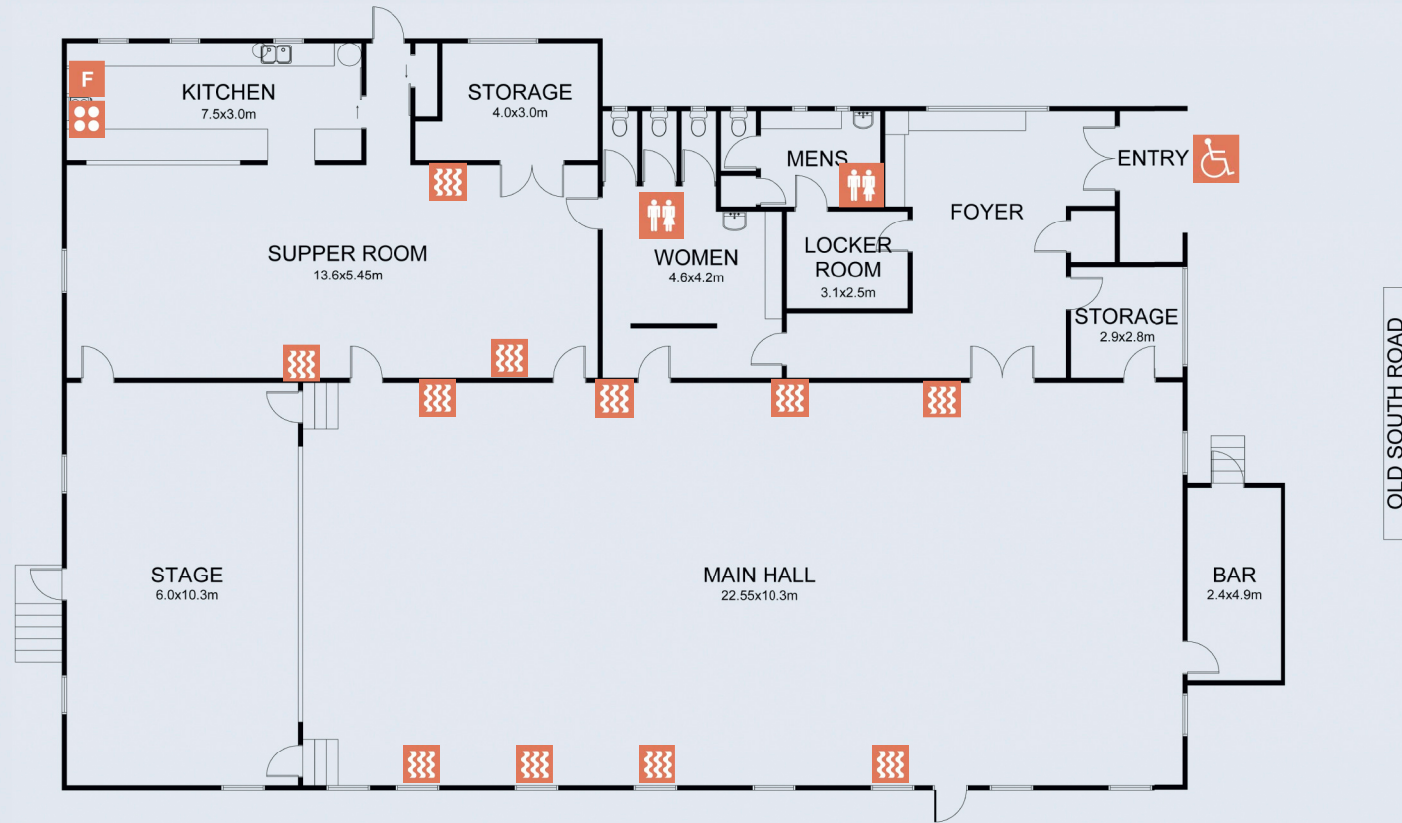 F
KITCHEN
7.5x3.0m
STORAGE
4.0x3.0m
MENS
ENTRY
FOYER
SUPPER ROOM
13.6x5.45m
WOMEN
4.6x4.2m
LOCKER
ROOM
3.1x2.5m
STORAGE
2.9x2.8m
OLD SOUTH ROAD
STAGE
6.0x10.3m
MAIN HALL
22.55x10.3m
BAR
2.4x4.9m